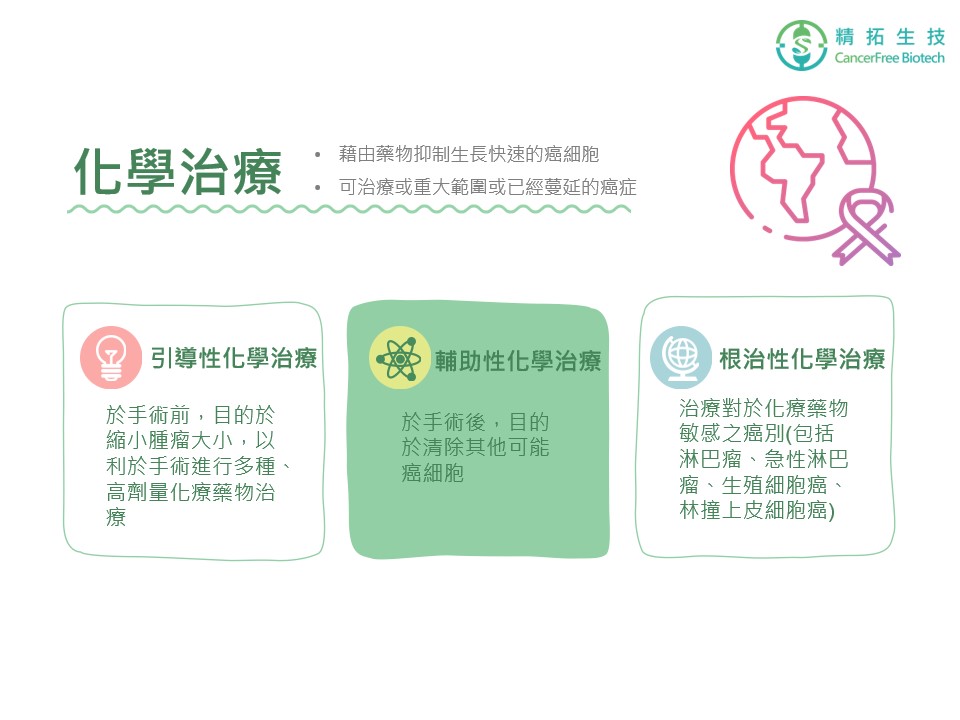 精拓生技
CancerFree Biotech
化學治療
• 藉由藥物抑制生長快速的癌細胞
• 可治療或重大範圍或已經蔓延的癌症
引導性化學治療
於手術前，目的於
縮小腫瘤大小，以
利於手術進行多種、
高劑量化療藥物治
療
輔助性化學治療
於手術後，目的
於清除其他可能
癌細胞
根治性化學治療
治療對於化療藥物
敏感之癌別(包括
淋巴瘤、急性淋巴
瘤、生殖細胞癌、
林撞上皮細胞癌)